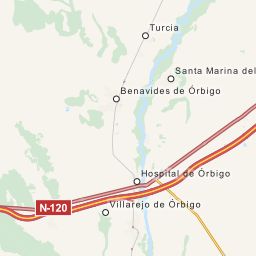 Turcia
Santa Marina del
Benavides de Órbigo
Hospital de Órbigo
N-120
Villarejo de Órbigo